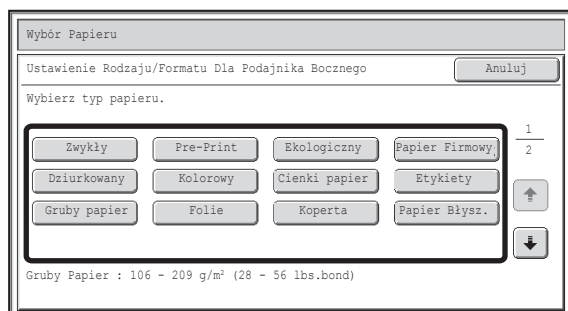 Wybór Papieru
Ustawienie Rodzaju/Formatu Dla Podajnika Bocznego
Anuluj
Wybierz typ papieru.
1
2
Zwykły Pre-Print Ekologiczny Papier Firmowy
Dziurkowany Kolorowy Cienki papier Etykiety
Gruby papier Folie Koperta Papier Błysz.
Gruby Papier : 106 - 209 g/m² (28 - 56 lbs.bond)